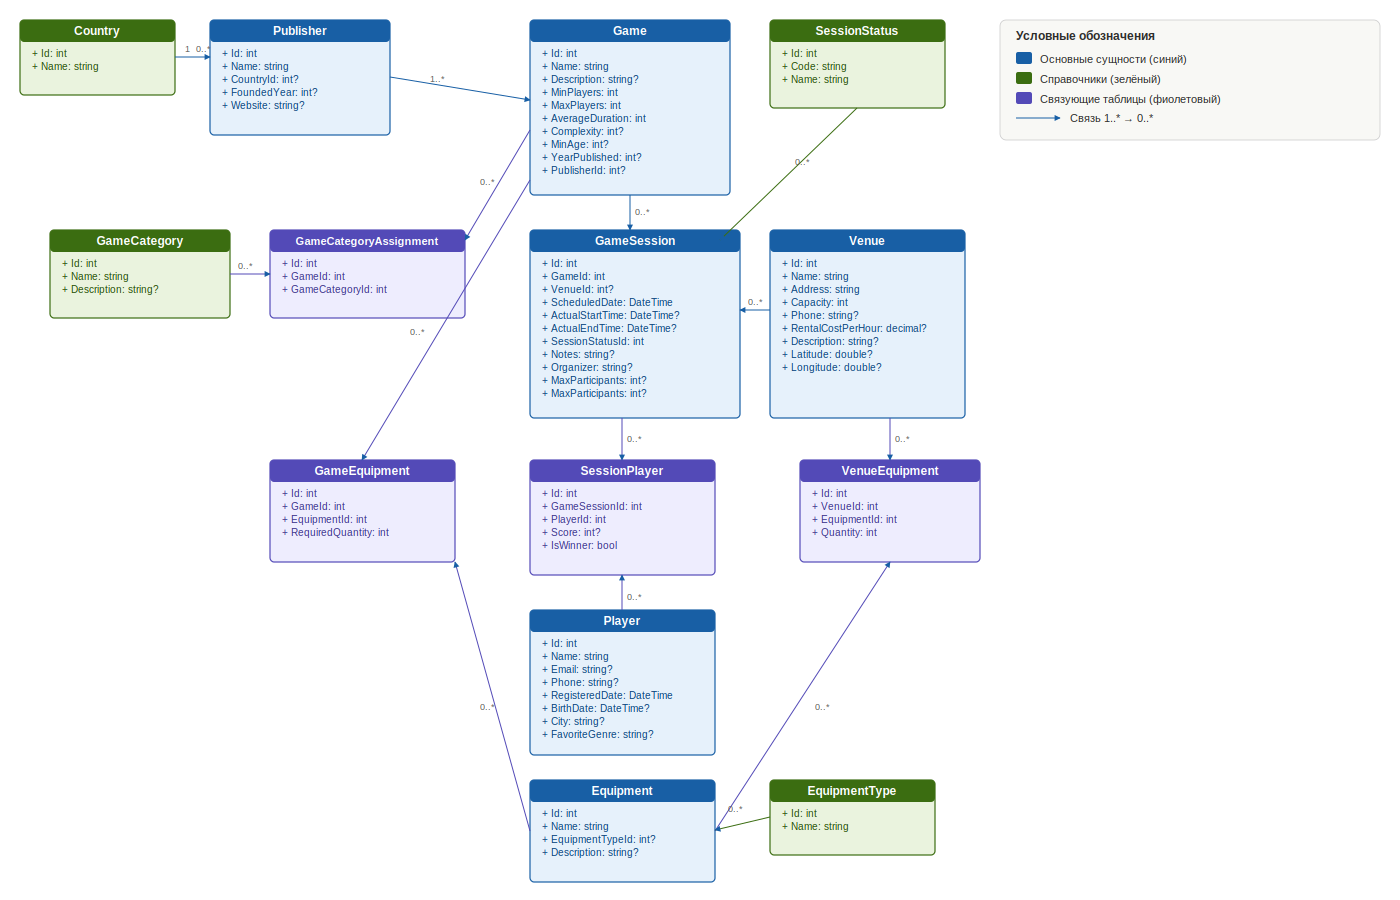 Country
+ Id: int
+ Name: string
1 0..*
Publisher
+ Id: int
+ Name: string
+ CountryId: int?
+ FoundedYear: int?
+ Website: string?
1..*
Game
+ Id: int
+ Name: string
+ Description: string?
+ MinPlayers: int
+ MaxPlayers: int
+ AverageDuration: int
+ Complexity: int?
+ MinAge: int?
+ YearPublished: int?
+ PublisherId: int?
SessionStatus
+ Id: int
+ Code: string
+ Name: string
0..*
Условные обозначения
Основные сущности (синий)
Справочники (зелёный)
Связующие таблицы (фиолетовый)
Связь 1..* → 0..*
0..*
0..*
GameCategory
+ Id: int
+ Name: string
+ Description: string?
0..*
GameCategoryAssignment
+ Id: int
+ GameId: int
+ GameCategoryId: int
0..*
GameSession
+ Id: int
+ GameId: int
+ VenueId: int?
+ ScheduledDate: DateTime
+ ActualStartTime: DateTime?
+ ActualEndTime: DateTime?
+ SessionStatusId: int
+ Notes: string?
+ Organizer: string?
+ MaxParticipants: int?
+ MaxParticipants: int?
0..*
Venue
+ Id: int
+ Name: string
+ Address: string
+ Capacity: int
+ Phone: string?
+ RentalCostPerHour: decimal?
+ Description: string?
+ Latitude: double?
+ Longitude: double?
0..*
0..*
GameEquipment
+ Id: int
+ GameId: int
+ EquipmentId: int
+ RequiredQuantity: int
SessionPlayer
+ Id: int
+ GameSessionId: int
+ PlayerId: int
+ Score: int?
+ IsWinner: bool
VenueEquipment
+ Id: int
+ VenueId: int
+ EquipmentId: int
+ Quantity: int
0..*
Player
+ Id: int
+ Name: string
+ Email: string?
+ Phone: string?
+ RegisteredDate: DateTime
+ BirthDate: DateTime?
+ City: string?
+ FavoriteGenre: string?
0..*
0..*
Equipment
+ Id: int
+ Name: string
+ EquipmentTypeId: int?
+ Description: string?
0..*
EquipmentType
+ Id: int
+ Name: string